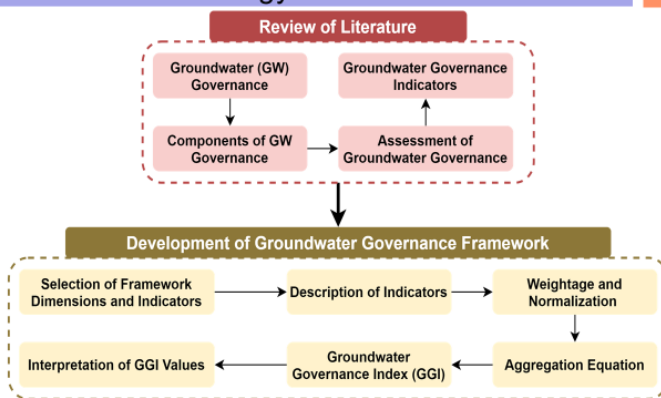 Review of Literature
Groundwater (GW)
Governance
Groundwater Governance
Indicators
Components of GW
Governance
Assessment of
Groundwater Governance
Development of Groundwater Governance Framework
Selection of Framework
Dimensions and Indicators
Description of Indicators
Weightage and
Normalization
Interpretation of GGI Values
Groundwater
Governance Index (GGI)
Aggregation Equation